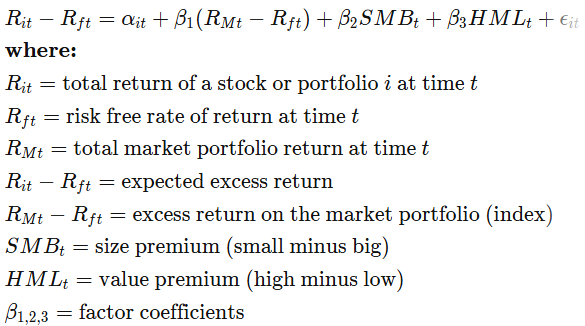 R_{it} − R_{ft} = α_{it} + β_1(R_{Mt} − R_{ft}) + β_2SMB_t + β_3HML_t + ϵ_{it}
where:
R_{it} = total return of a stock or portfolio i at time t
R_{ft} = risk free rate of return at time t
R_{Mt} = total market portfolio return at time t
R_{it} − R_{ft} = expected excess return
R_{Mt} − R_{ft} = excess return on the market portfolio (index)
SMB_t = size premium (small minus big)
HML_t = value premium (high minus low)
β_{1,2,3} = factor coefficients